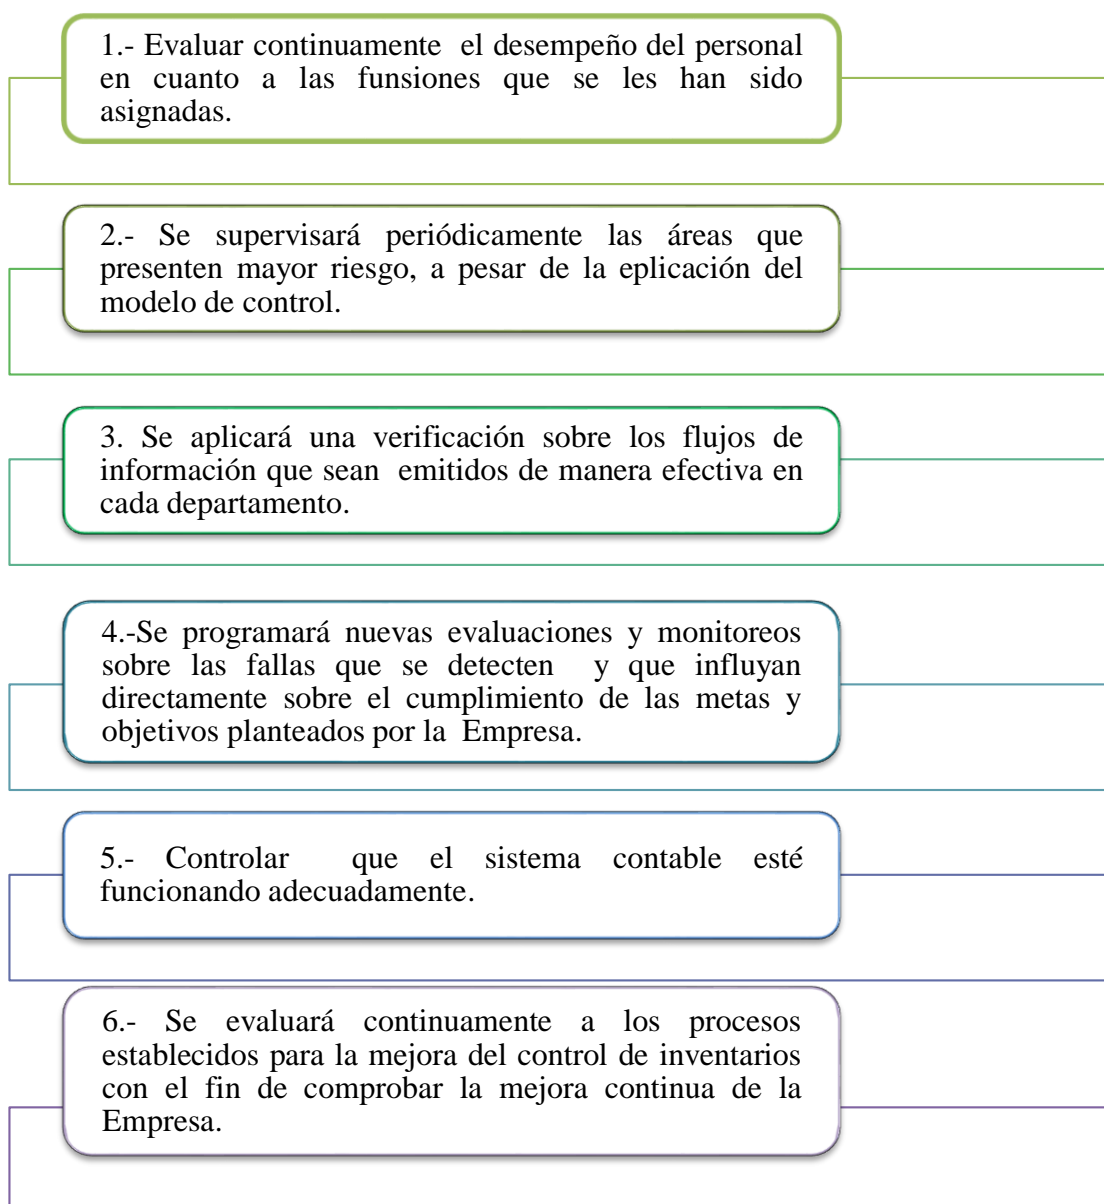 1.- Evaluar continuamente el desempeño del personal
en cuanto a las funsiones que se les han sido
asignadas.
2.- Se supervisará periódicamente las áreas que
presenten mayor riesgo, a pesar de la eplicación del
modelo de control.
3. Se aplicará una verificación sobre los flujos de
información que sean emitidos de manera efectiva en
cada departamento.
4.-Se programará nuevas evaluaciones y monitoreos
sobre las fallas que se detecten y que influyan
directamente sobre el cumplimiento de las metas y
objetivos planteados por la Empresa.
5.- Controlar que el sistema contable esté
funcionando adecuadamente.
6.- Se evaluará continuamente a los procesos
establecidos para la mejora del control de inventarios
con el fin de comprobar la mejora continua de la
Empresa.